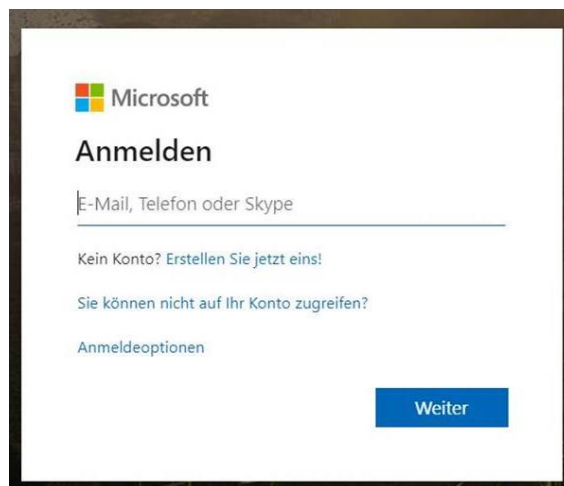 Microsoft
Anmelden
E-Mail, Telefon oder Skype
Kein Konto? Erstellen Sie jetzt eins!
Sie können nicht auf Ihr Konto zugreifen?
Anmeldeoptionen
Weiter